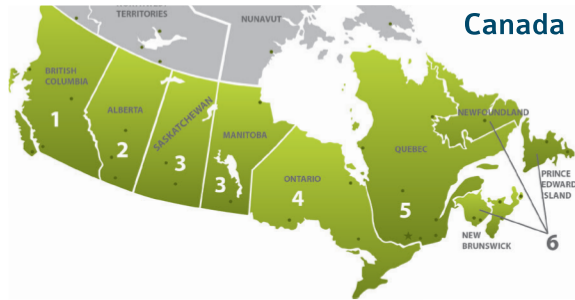 Canada
TERRITORIES
NUNAVUT
BRITISH
COLUMBIA
1
ALBERTA
2
SASKATCHEWAN
3
MANITOBA
3
ONTARIO
4
QUEBEC
5
NEWFOUNDLAND
PRINCE
EDWARD
ISLAND
NEW
BRUNSWICK
6